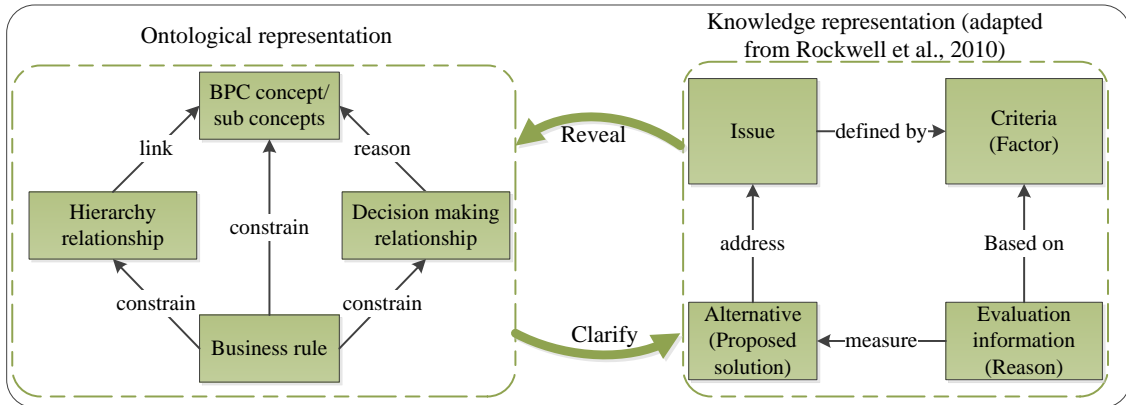 Ontological representation
Knowledge representation (adapted
from Rockwell et al., 2010)
BPC concept/
sub concepts
link
reason
Hierarchy
relationship
Decision making
relationship
constrain
constrain
constrain
Business rule
Reveal
Clarify
Issue
defined by
Criteria
(Factor)
address
Based on
Alternative
(Proposed
solution)
measure
Evaluation
information
(Reason)